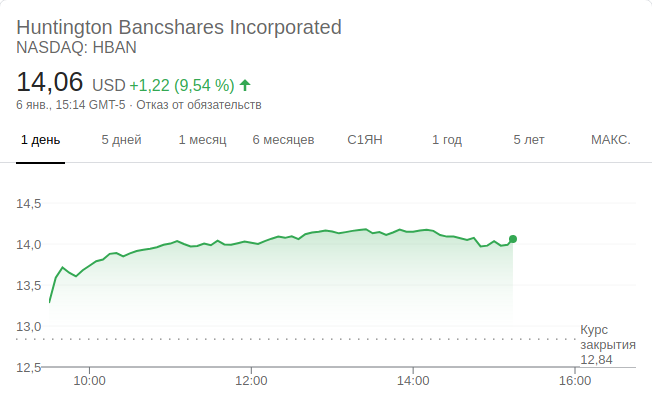 Huntington Bancshares Incorporated
NASDAQ: HBAN
14,06 USD +1,22 (9,54 %)
6 янв., 15:14 GMT-5 · Отказ от обязательств
1 день 5 дней 1 месяц 6 месяцев С1ЯН 1 год 5 лет МАКС.
14,5
14,0
13,5
13,0
Курс
закрытия
12,84
12,5
10:00 12:00 14:00 16:00